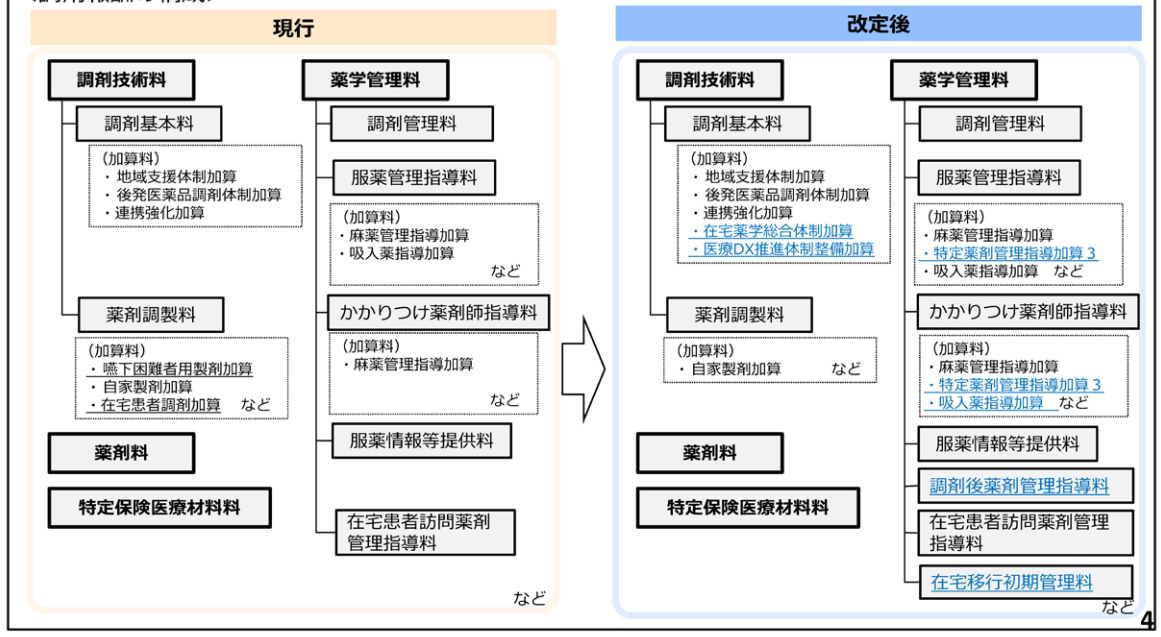 現行
調剤技術料
調剤基本料
（加算料）
・地域支援体制加算
・後発医薬品調剤体制加算
・連携強化加算
薬剤調製料
（加算料）
・嚥下困難者用製剤加算
・自家製剤加算
・在宅患者調剤加算　など
薬剤料
特定保険医療材料料
薬学管理料
調剤管理料
服薬管理指導料
（加算料）
・麻薬管理指導加算
・吸入薬指導加算
など
かかりつけ薬剤師指導料
（加算料）
・麻薬管理指導加算
など
服薬情報等提供料
在宅患者訪問薬剤
管理指導料
など
改定後
調剤技術料
調剤基本料
（加算料）
・地域支援体制加算
・後発医薬品調剤体制加算
・連携強化加算
・在宅薬学総合体制加算
・医療DX推進体制整備加算
薬剤調製料
（加算料）
・自家製剤加算　など
薬剤料
特定保険医療材料料
薬学管理料
調剤管理料
服薬管理指導料
（加算料）
・麻薬管理指導加算
・特定薬剤管理指導加算３
・吸入薬指導加算　など
かかりつけ薬剤師指導料
（加算料）
・麻薬管理指導加算
・特定薬剤管理指導加算３
・吸入薬指導加算　など
服薬情報等提供料
調剤後薬剤管理指導料
在宅患者訪問薬剤管理
指導料
在宅移行初期管理料
など
4